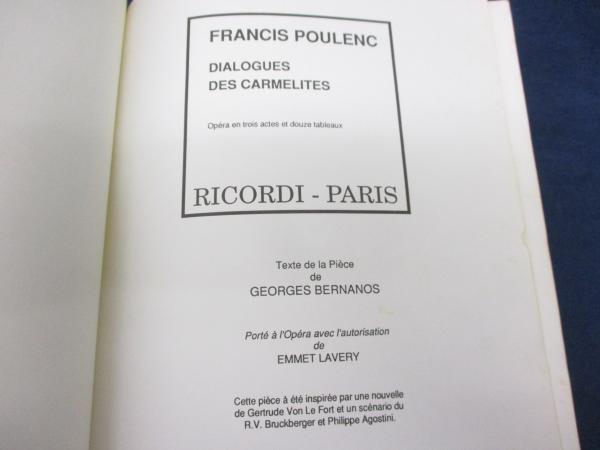 FRANCIS POULENC
DIALOGUES
DES CARMELITES
Opéra en trois actes et douze tableaux
RICORDI - PARIS
Texte de la Pièce
de
GEORGES BERNANOS
Porté à l'Opéra avec l'autorisation
de
EMMET LAVERY
Cette pièce à été inspirée par une nouvelle
de Gertrude Von Le Fort et un scénario du
R.V. Bruckberger et Philippe Agostini.